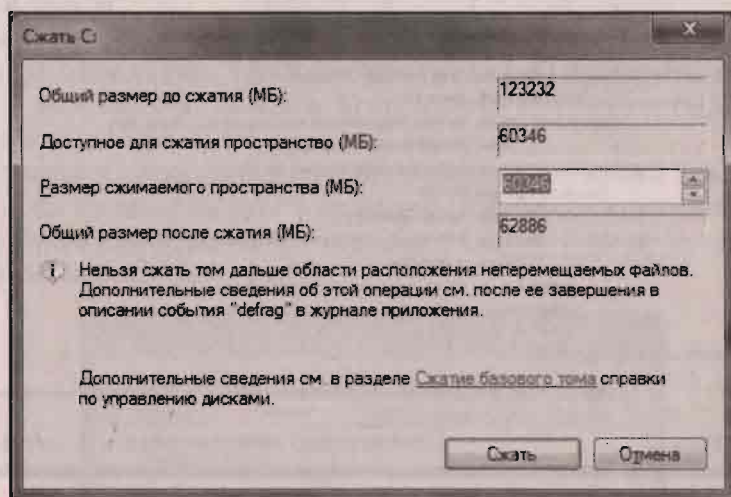 Сжать C:
Общий размер до сжатия (МБ): 123232
Доступное для сжатия пространство (МБ): 60346
Размер сжимаемого пространства (МБ): 60346
Общий размер после сжатия (МБ): 62886
Нельзя сжать том дальше области расположения неперемещаемых файлов.
Дополнительные сведения об этой операции см. после ее завершения в
описании события "defrag" в журнале приложения.
Дополнительные сведения см. в разделе Сжатие базового тома справки
по управлению дисками.
Сжать
Отмена